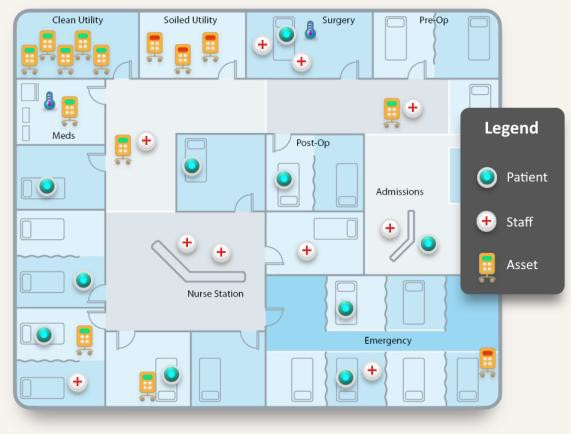 Clean Utility
Soiled Utility
Surgery
Pre-Op
Meds
Post-Op
Admissions
Nurse Station
Emergency
Legend
Patient
Staff
Asset